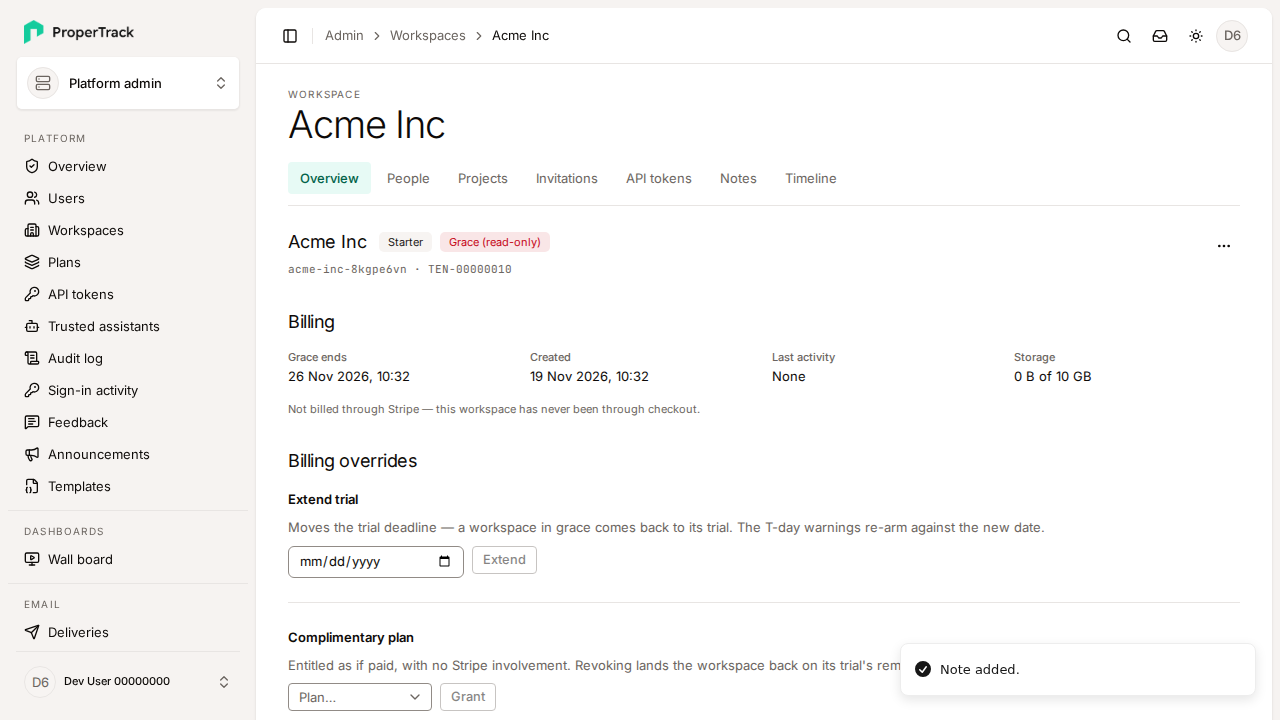 ProperTrack
Platform admin
PLATFORM
Overview
Users
Workspaces
Plans
API tokens
Trusted assistants
Audit log
Sign-in activity
Feedback
Announcements
Templates
DASHBOARDS
Wall board
EMAIL
Deliveries
D6 Dev User 00000000
Admin > Workspaces > Acme Inc
D6
WORKSPACE
Acme Inc
Overview People Projects Invitations API tokens Notes Timeline
Acme Inc Starter Grace (read-only)
acme-inc-8kgpe6vn · TEN-00000010
Billing
Grace ends Created Last activity Storage
26 Nov 2026, 10:32 19 Nov 2026, 10:32 None 0 B of 10 GB
Not billed through Stripe — this workspace has never been through checkout.
Billing overrides
Extend trial
Moves the trial deadline — a workspace in grace comes back to its trial. The T-day warnings re-arm against the new date.
mm/dd/yyyy Extend
Complimentary plan
Entitled as if paid, with no Stripe involvement. Revoking lands the workspace back on its trial's rem
Plan... Grant
Note added.